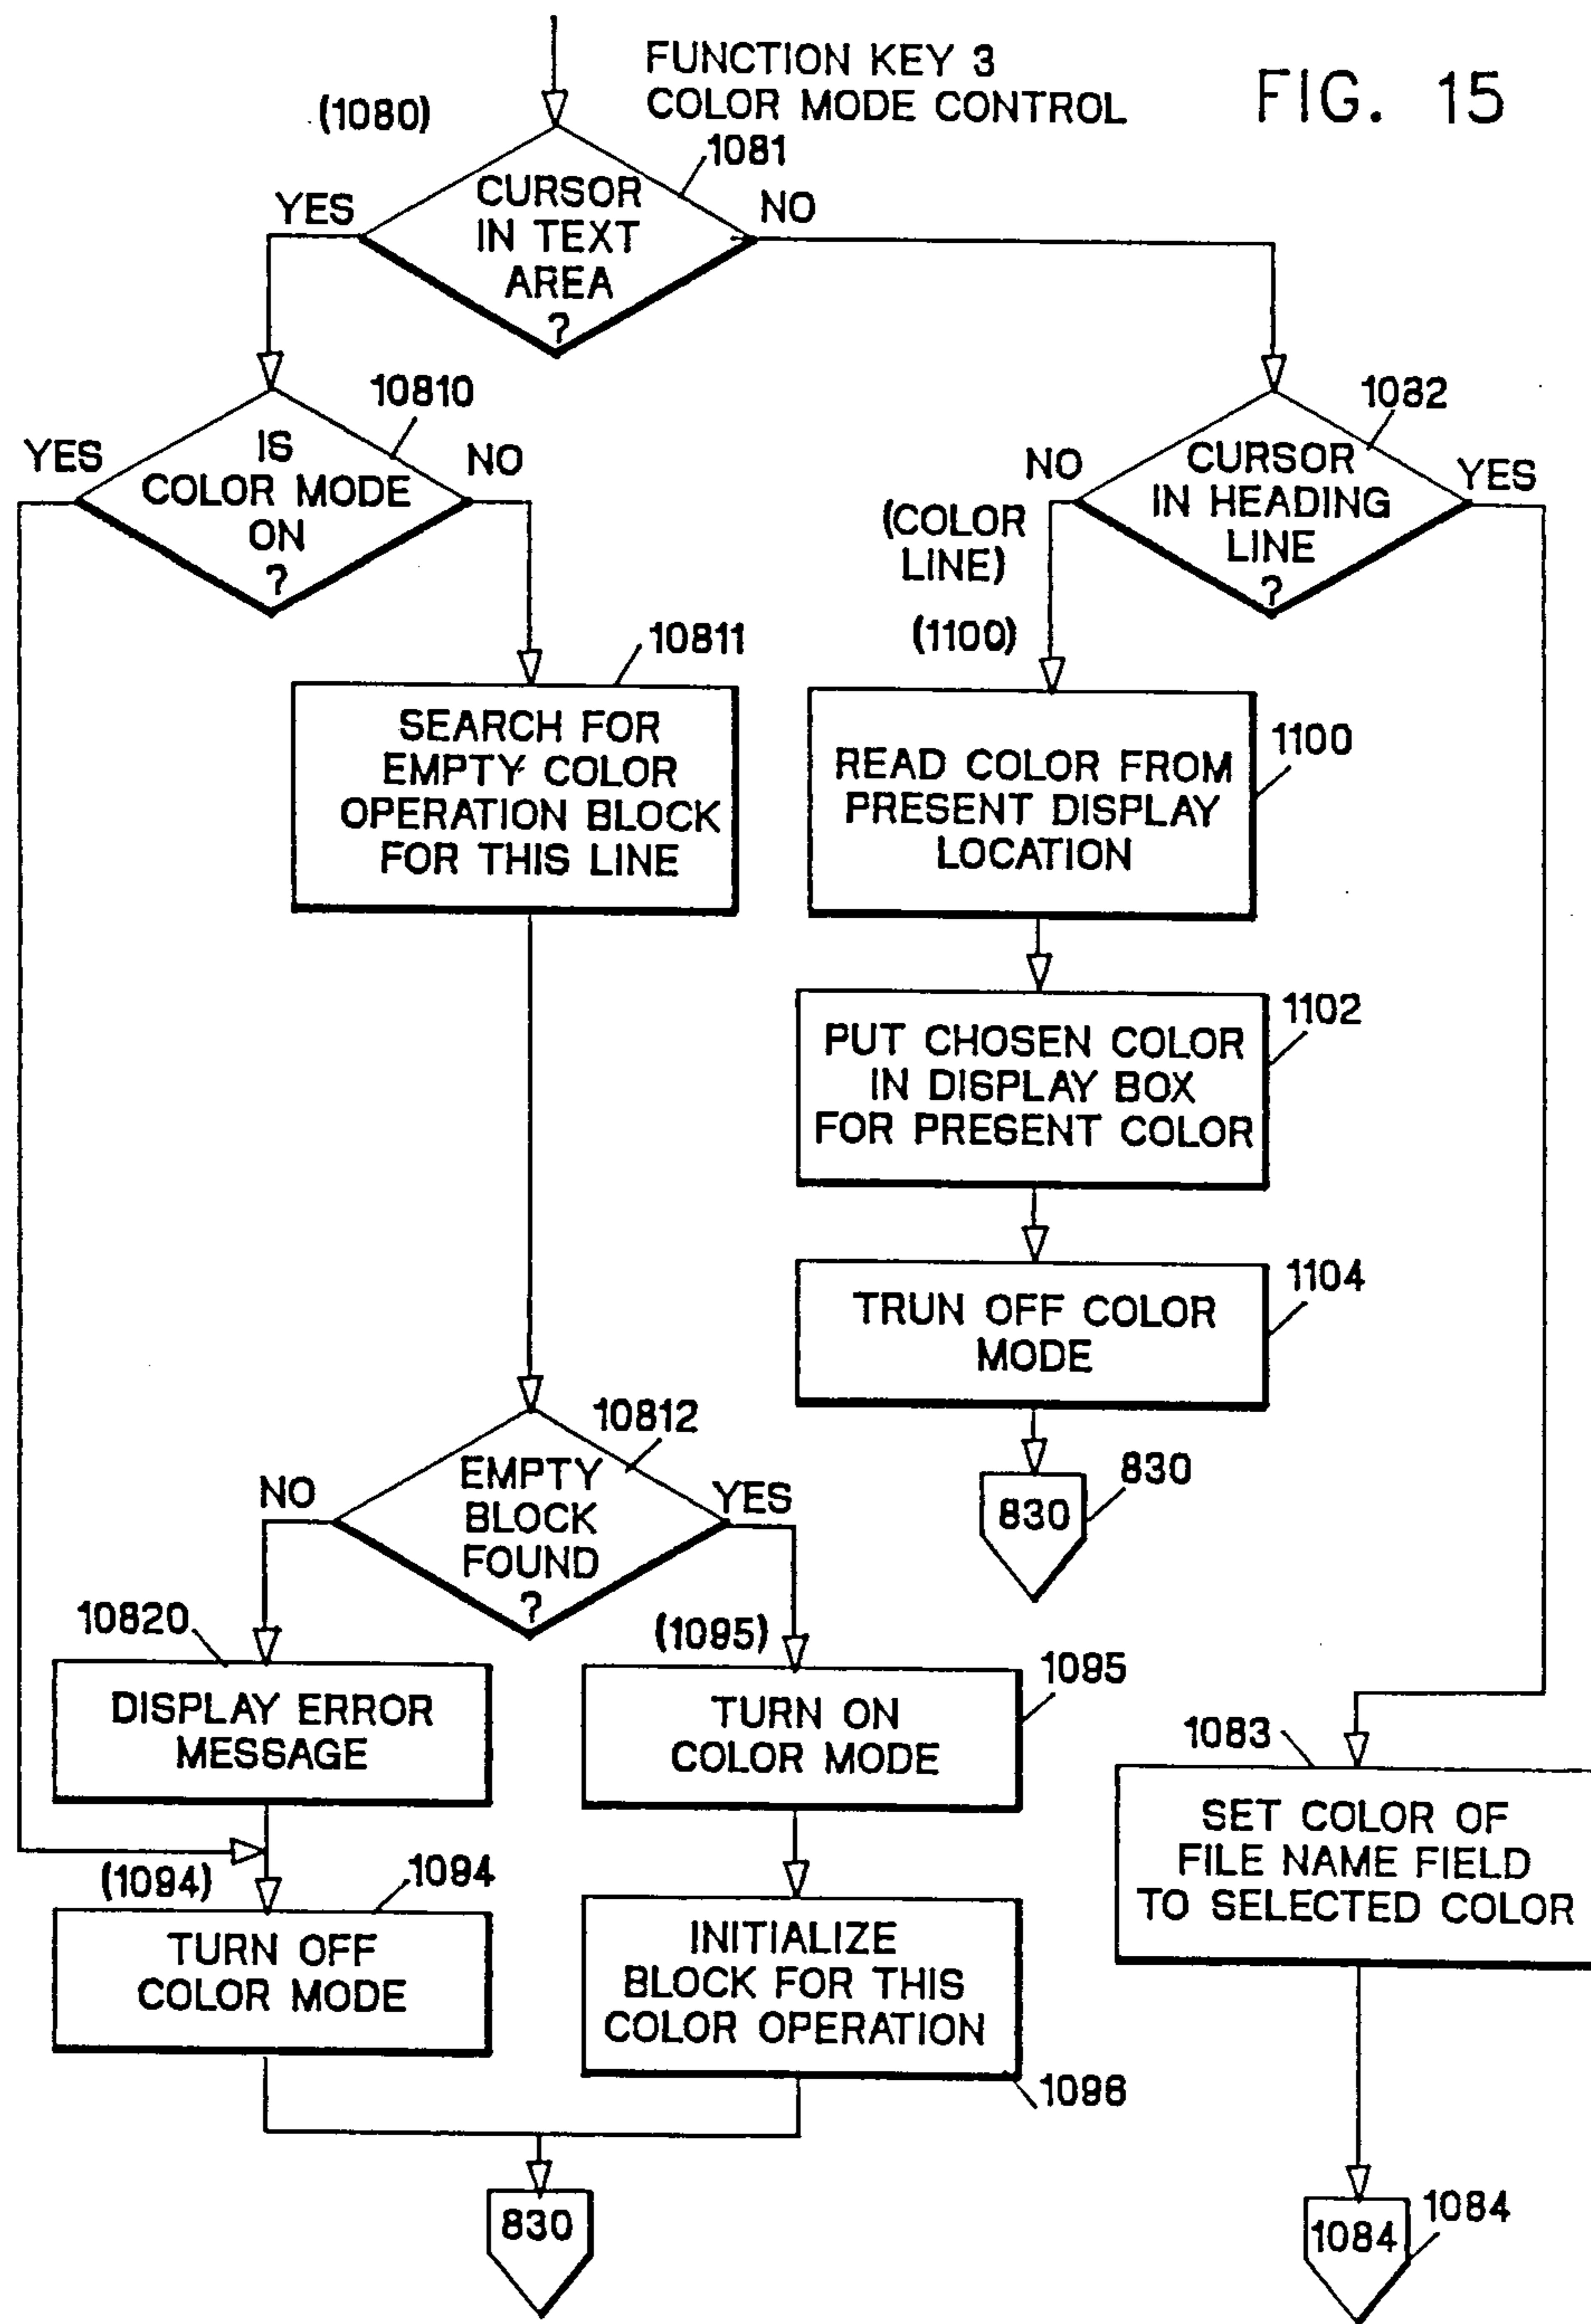 FUNCTION KEY 3
COLOR MODE CONTROL
FIG. 15
(1080)
1081
CURSOR
IN TEXT
AREA
?
YES
NO
10810
IS
COLOR MODE
ON
?
YES
NO
1082
CURSOR
IN HEADING
LINE
?
NO
YES
(COLOR
LINE)
(1100)
10811
SEARCH FOR
EMPTY COLOR
OPERATION BLOCK
FOR THIS LINE
1100
READ COLOR FROM
PRESENT DISPLAY
LOCATION
1102
PUT CHOSEN COLOR
IN DISPLAY BOX
FOR PRESENT COLOR
1104
TRUN OFF COLOR
MODE
830
830
10812
EMPTY
BLOCK
FOUND
?
NO
YES
10820
DISPLAY ERROR
MESSAGE
(1095)
1095
TURN ON
COLOR MODE
1083
SET COLOR OF
FILE NAME FIELD
TO SELECTED COLOR
(1094)
1094
TURN OFF
COLOR MODE
INITIALIZE
BLOCK FOR THIS
COLOR OPERATION
1096
830
1084
1084